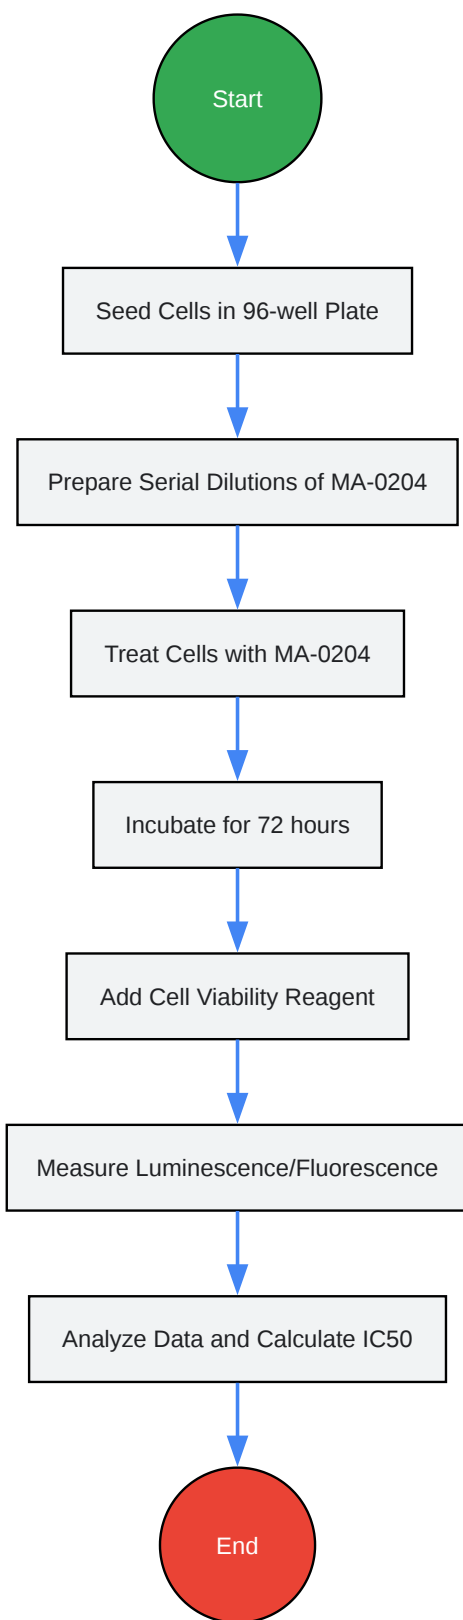 Start
Seed Cells in 96-well Plate
Prepare Serial Dilutions of MA-0204
Treat Cells with MA-0204
Incubate for 72 hours
Add Cell Viability Reagent
Measure Luminescence/Fluorescence
Analyze Data and Calculate IC50
End